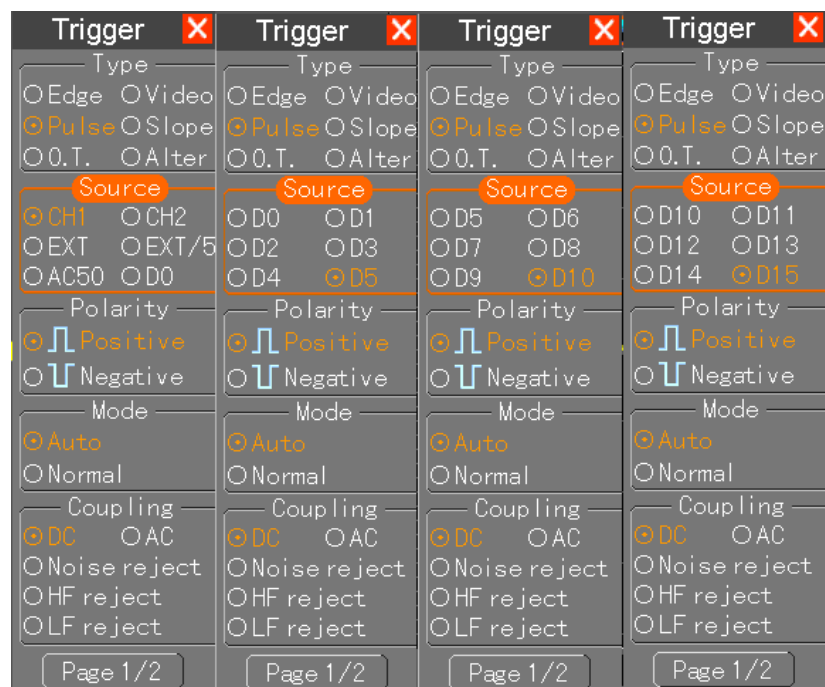 Trigger X
Type
Edge Video
Pulse Slope
O.T. Alter
Source
CH1 CH2
EXT EXT/5
AC50 D0
Polarity
Positive
Negative
Mode
Auto
Normal
Coupling
DC AC
Noise reject
HF reject
LF reject
Page 1/2
Trigger X
Type
Edge Video
Pulse Slope
O.T. Alter
Source
D0 D1
D2 D3
D4 D5
Polarity
Positive
Negative
Mode
Auto
Normal
Coupling
DC AC
Noise reject
HF reject
LF reject
Page 1/2
Trigger X
Type
Edge Video
Pulse Slope
O.T. Alter
Source
D5 D6
D7 D8
D9 D10
Polarity
Positive
Negative
Mode
Auto
Normal
Coupling
DC AC
Noise reject
HF reject
LF reject
Page 1/2
Trigger X
Type
Edge Video
Pulse Slope
O.T. Alter
Source
D10 D11
D12 D13
D14 D15
Polarity
Positive
Negative
Mode
Auto
Normal
Coupling
DC AC
Noise reject
HF reject
LF reject
Page 1/2